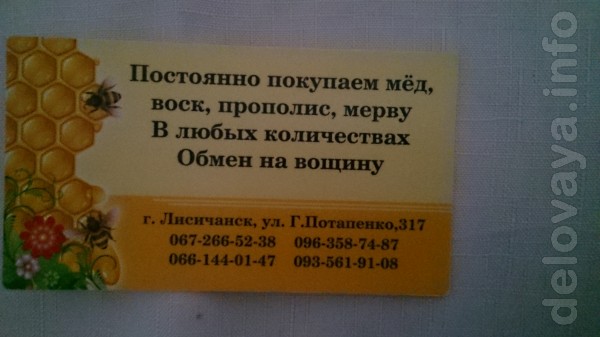 Постоянно покупаем мёд,
воск, прополис, мерву
В любых количествах
Обмен на вощину
г. Лисичанск, ул. Г.Потапенко,317
067-266-52-38 096-358-74-87
066-144-01-47 093-561-91-08
delovaya.info